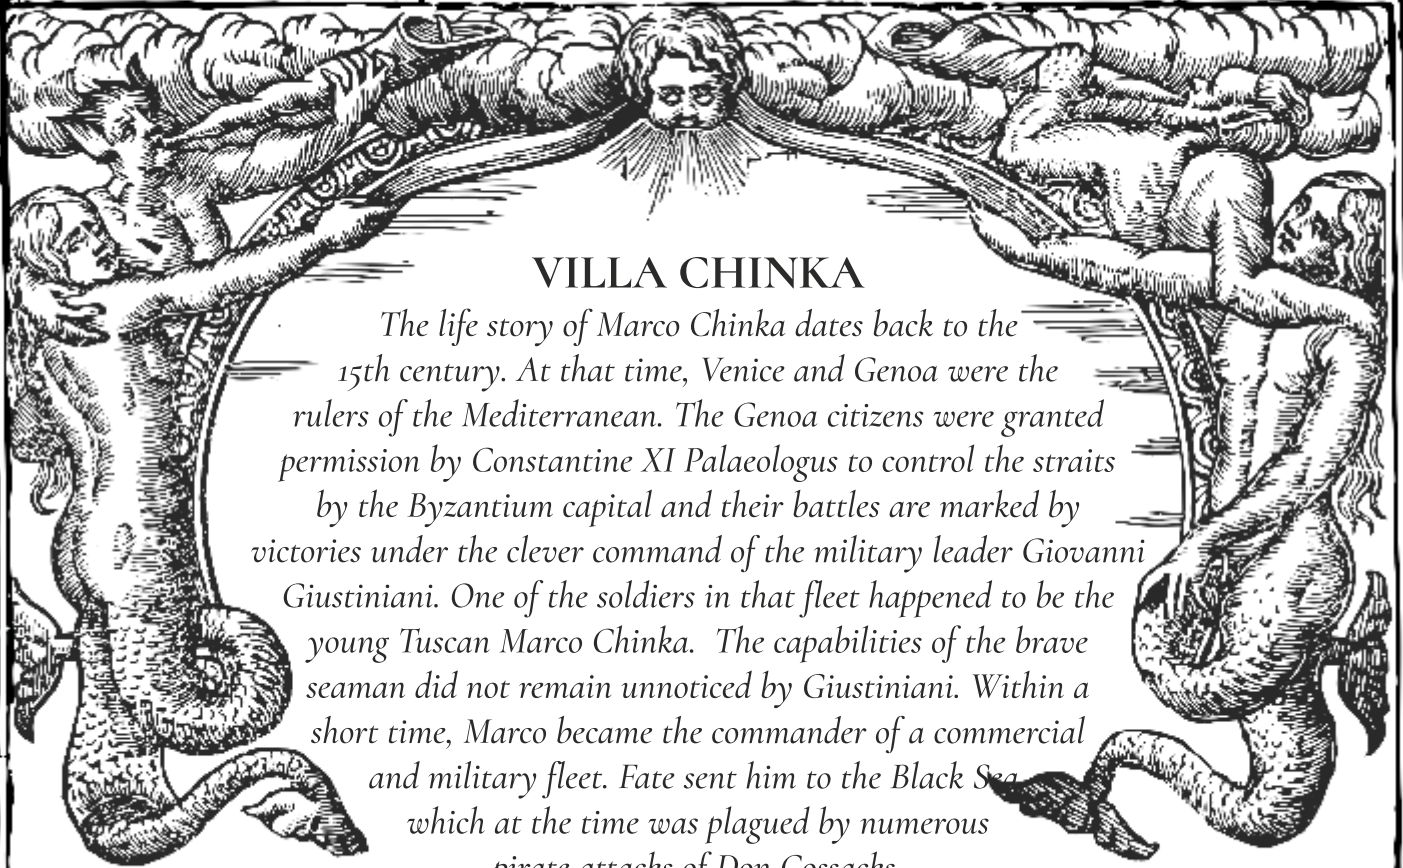 VILLA CHINKA
The life story of Marco Chinka dates back to the
15th century. At that time, Venice and Genoa were the
rulers of the Mediterranean. The Genoa citizens were granted
permission by Constantine XI Palaeologus to control the straits
by the Byzantium capital and their battles are marked by
victories under the clever command of the military leader Giovanni
Giustiniani. One of the soldiers in that fleet happened to be the
young Tuscan Marco Chinka.  The capabilities of the brave
seaman did not remain unnoticed by Giustiniani. Within a
short time, Marco became the commander of a commercial
and military fleet. Fate sent him to the Black Sea
which at the time was plagued by numerous
pirate attacks of Don Cossacks